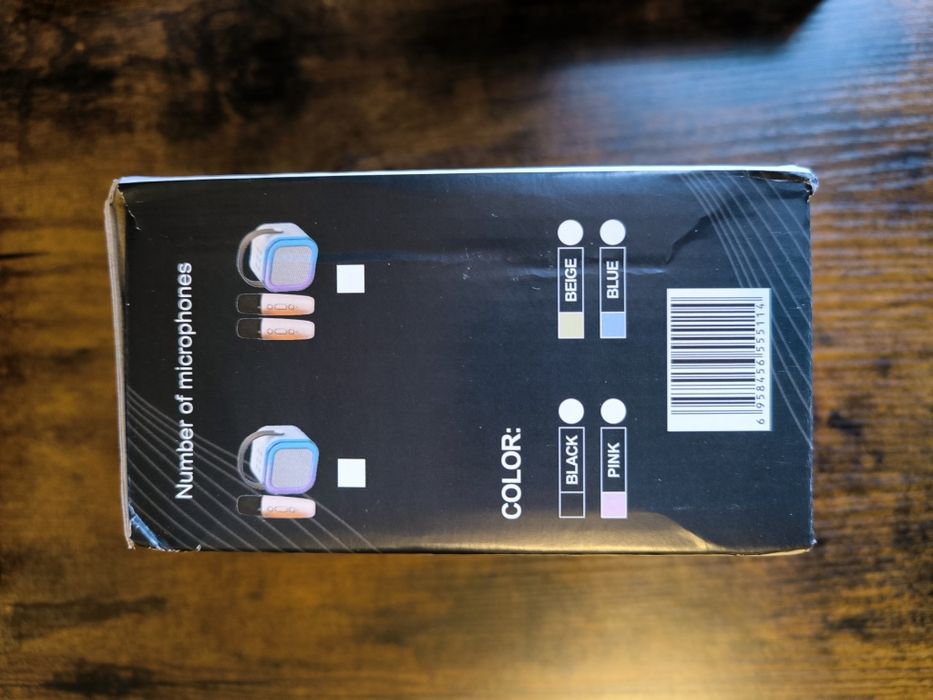 Number of microphones
COLOR:
BLACK
BEIGE
PINK
BLUE
6 958456 555114